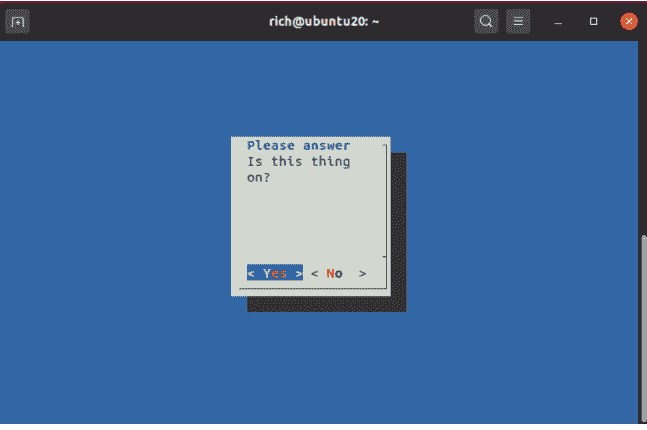 rich@ubuntu20: ~
Please answer
Is this thing
on?
< Yes > < No >